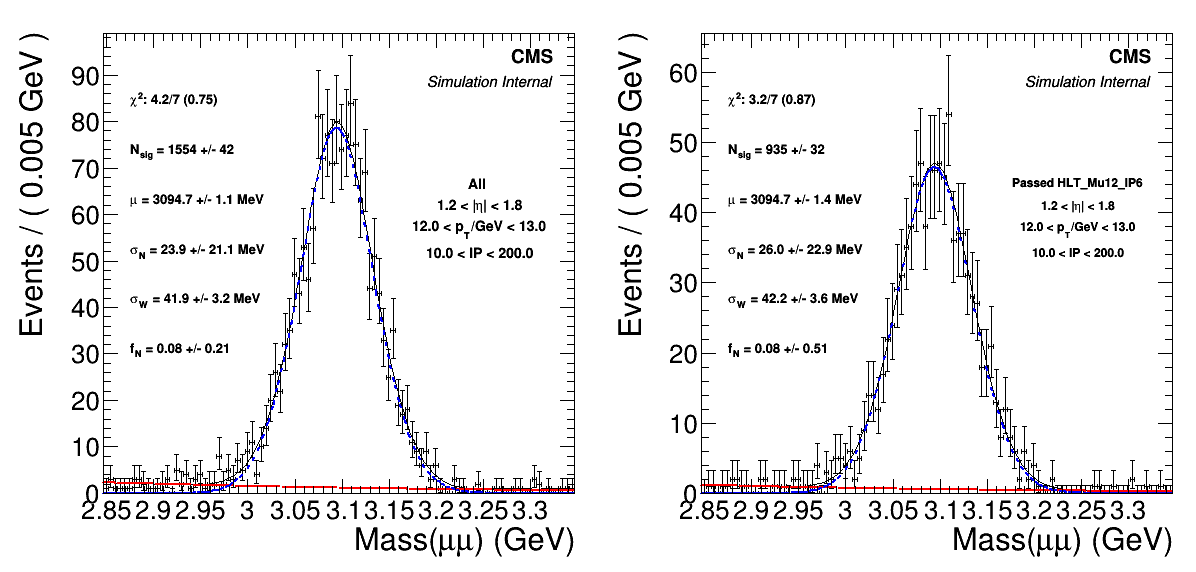 CMS
Simulation Internal
χ²: 4.2/7 (0.75)
N_sig = 1554 +/- 42
μ = 3094.7 +/- 1.1 MeV
σ_N = 23.9 +/- 21.1 MeV
σ_W = 41.9 +/- 3.2 MeV
f_N = 0.08 +/- 0.21
All
1.2 < |η| < 1.8
12.0 < p_T/GeV < 13.0
10.0 < IP < 200.0
Events / ( 0.005 GeV )
90
80
70
60
50
40
30
20
10
0
2.85 2.9 2.95 3 3.05 3.1 3.15 3.2 3.25 3.3
Mass(μμ) (GeV)
CMS
Simulation Internal
χ²: 3.2/7 (0.87)
N_sig = 935 +/- 32
μ = 3094.7 +/- 1.4 MeV
σ_N = 26.0 +/- 22.9 MeV
σ_W = 42.2 +/- 3.6 MeV
f_N = 0.08 +/- 0.51
Passed HLT_Mu12_IP6
1.2 < |η| < 1.8
12.0 < p_T/GeV < 13.0
10.0 < IP < 200.0
Events / ( 0.005 GeV )
60
50
40
30
20
10
0
2.85 2.9 2.95 3 3.05 3.1 3.15 3.2 3.25 3.3
Mass(μμ) (GeV)